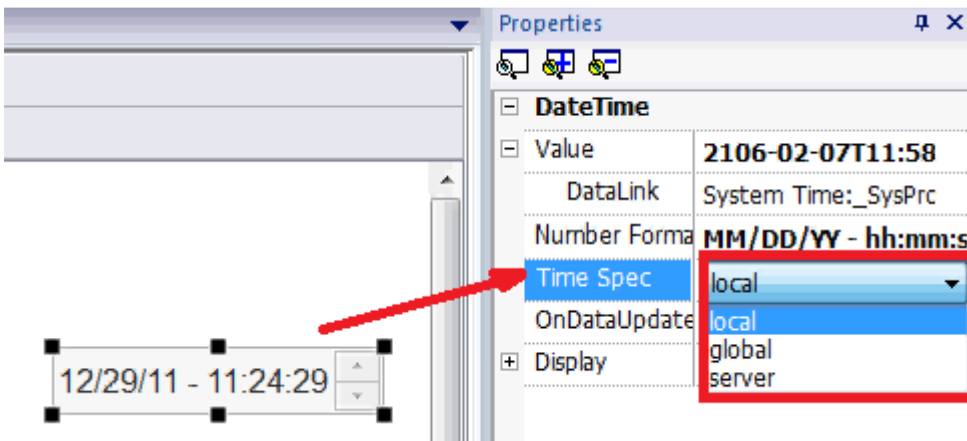 Properties
DateTime
Value 2106-02-07T11:58
DataLink System Time:_SysPrc
Number Forma MM/DD/YY - hh:mm:s
Time Spec local
OnDataUpdate local
global
Display server
12/29/11 - 11:24:29